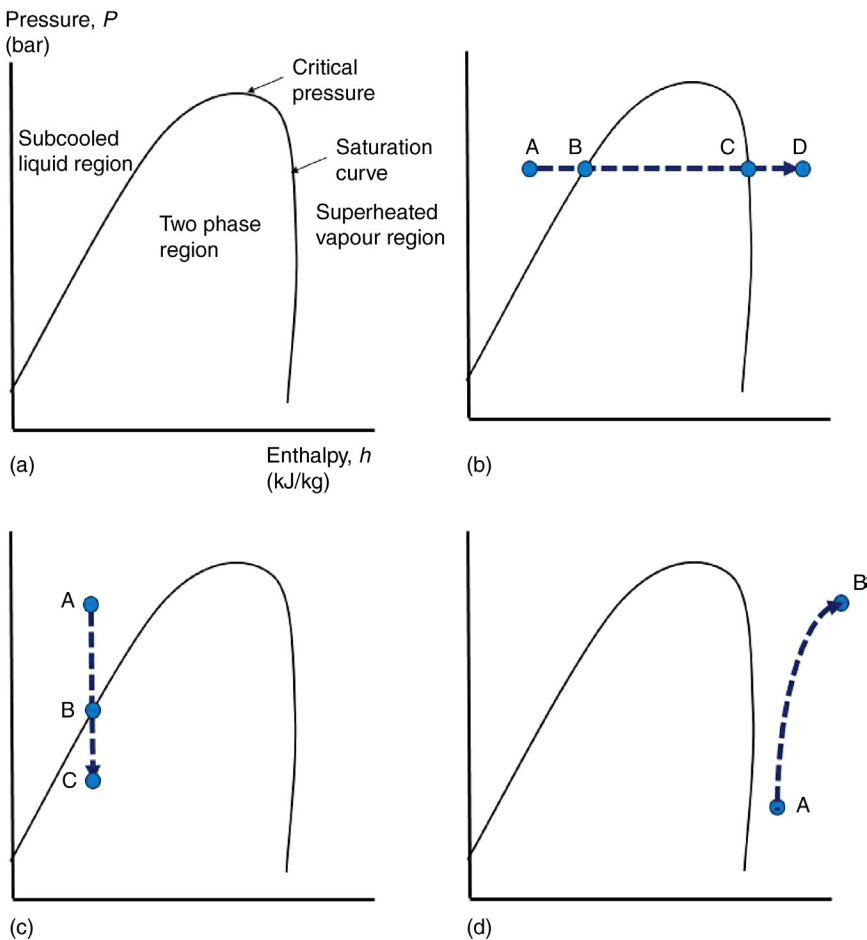 Pressure, P
(bar)
Critical
pressure
Subcooled
liquid region
Saturation
curve
Two phase
region
Superheated
vapour region
Enthalpy, h
(kJ/kg)
(a)
A
B
C
D
(b)
A
B
C
(c)
B
A
(d)